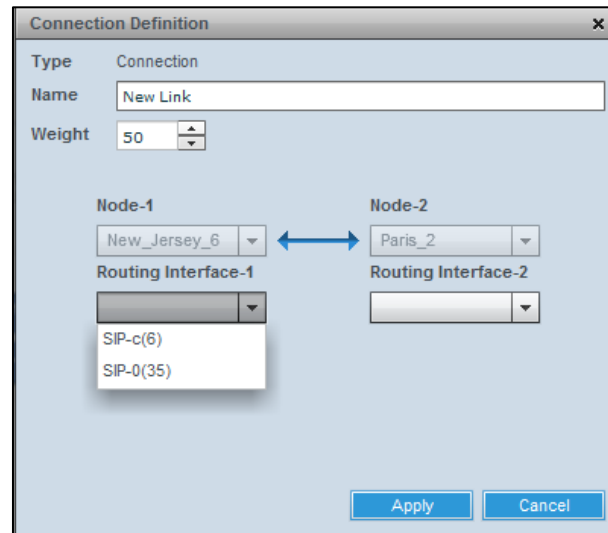 Connection Definition
Type Connection
Name New Link
Weight 50
Node-1 Node-2
New_Jersey_6 Paris_2
Routing Interface-1 Routing Interface-2
SIP-c(6)
SIP-0(35)
Apply Cancel